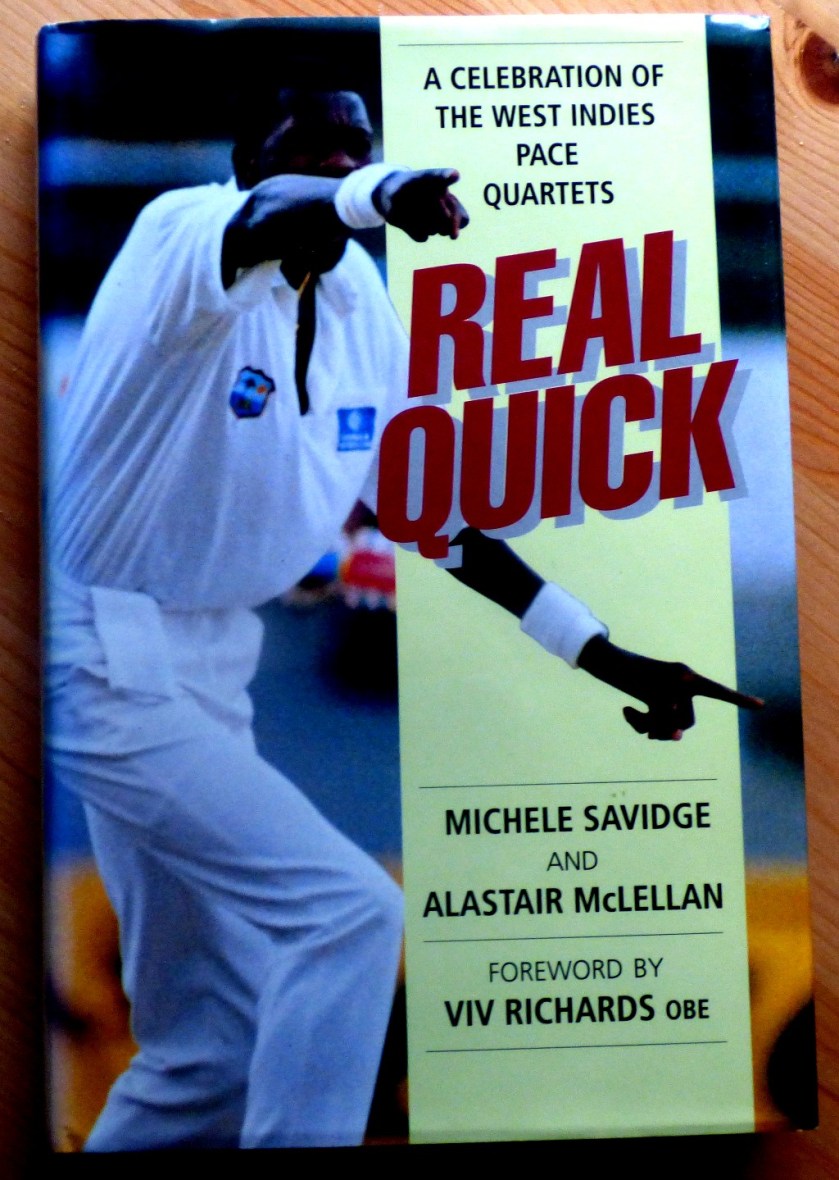 A CELEBRATION OF
THE WEST INDIES
PACE
QUARTETS
REAL
QUICK
MICHELE SAVIDGE
AND
ALASTAIR McLELLAN
FOREWORD BY
VIV RICHARDS OBE